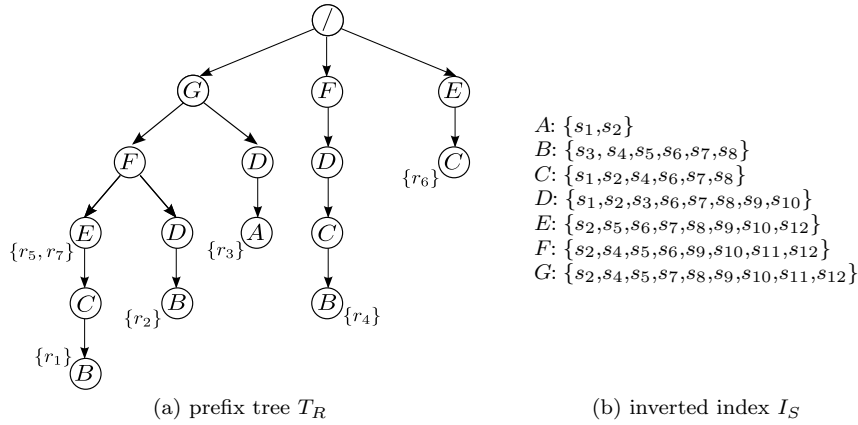 /
G F E
F D D C
{r6}
E D A C
{r5, r7} {r3}
C B B
{r2} {r4}
{r1}
B
A: {s1,s2}
B: {s3, s4,s5,s6,s7,s8}
C: {s1,s2,s4,s6,s7,s8}
D: {s1,s2,s3,s6,s7,s8,s9,s10}
E: {s2,s5,s6,s7,s8,s9,s10,s12}
F: {s2,s4,s5,s6,s9,s10,s11,s12}
G: {s2,s4,s5,s7,s8,s9,s10,s11,s12}
(a) prefix tree TR
(b) inverted index IS